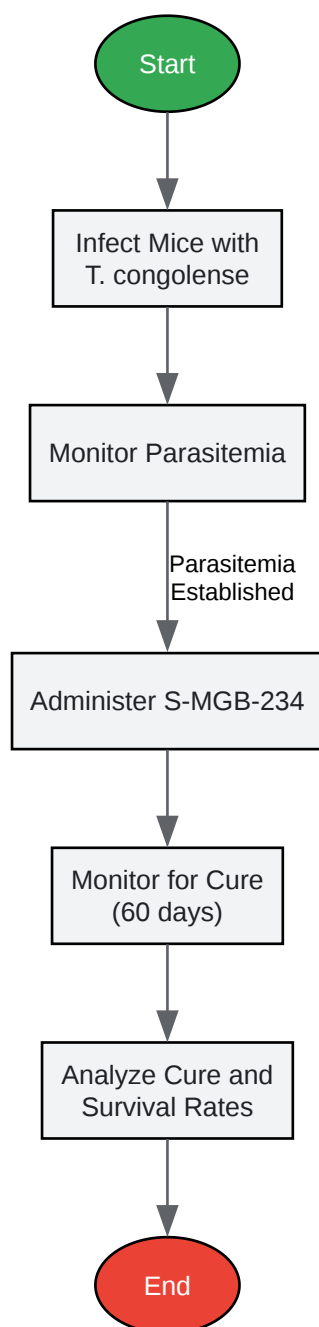 Start
Infect Mice with
T. congolense
Monitor Parasitemia
Parasitemia
Established
Administer S-MGB-234
Monitor for Cure
(60 days)
Analyze Cure and
Survival Rates
End